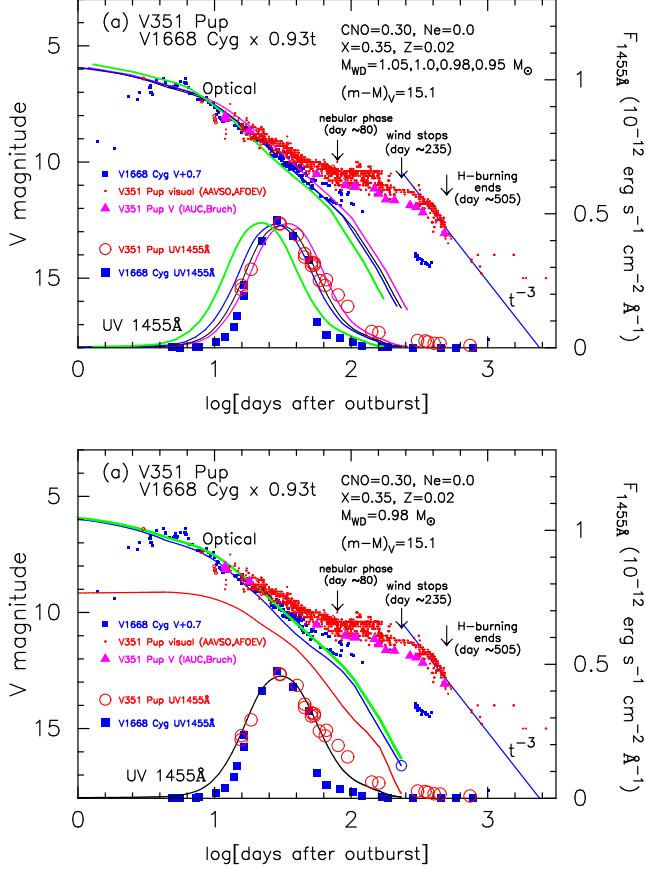 (a) V351 Pup
V1668 Cyg x 0.93t
CNO=0.30, Ne=0.0
X=0.35, Z=0.02
M_WD=1.05,1.0,0.98,0.95 M⊙
(m-M)_V=15.1
Optical
nebular phase
(day ~80)
wind stops
(day ~235)
H-burning
ends
(day ~505)
V1668 Cyg V+0.7
V351 Pup visual (AAVSO,AFOEV)
V351 Pup V (IAUC,Bruch)
V351 Pup UV1455Å
V1668 Cyg UV1455Å
UV 1455Å
t⁻³
5
10
15
V magnitude
0
1
2
3
log[days after outburst]
1
0.5
0
F_1455Å (10⁻¹² erg s⁻¹ cm⁻² Å⁻¹)
(a) V351 Pup
V1668 Cyg x 0.93t
CNO=0.30, Ne=0.0
X=0.35, Z=0.02
M_WD=0.98 M⊙
(m-M)_V=15.1
Optical
nebular phase
(day ~80)
wind stops
(day ~235)
H-burning
ends
(day ~505)
V1668 Cyg V+0.7
V351 Pup visual (AAVSO,AFOEV)
V351 Pup V (IAUC,Bruch)
V351 Pup UV1455Å
V1668 Cyg UV1455Å
UV 1455Å
t⁻³
5
10
15
V magnitude
0
1
2
3
log[days after outburst]
1
0.5
0
F_1455Å (10⁻¹² erg s⁻¹ cm⁻² Å⁻¹)